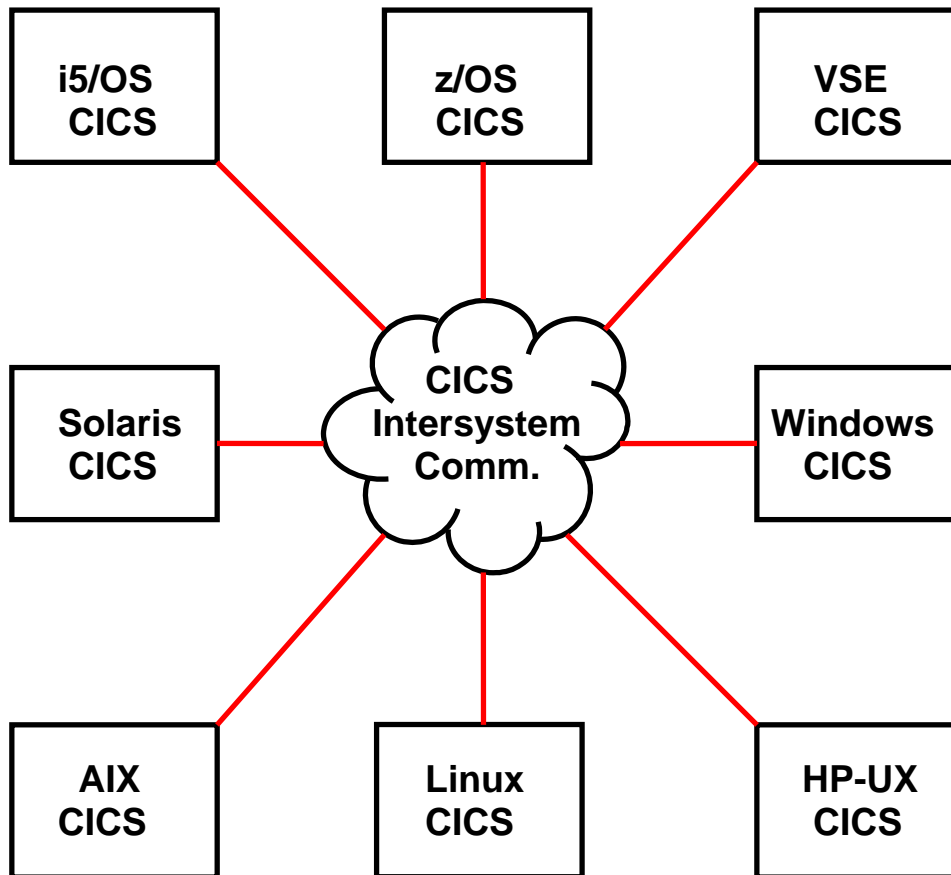 i5/OS
CICS
z/OS
CICS
VSE
CICS
Solaris
CICS
CICS
Intersystem
Comm.
Windows
CICS
AIX
CICS
Linux
CICS
HP-UX
CICS